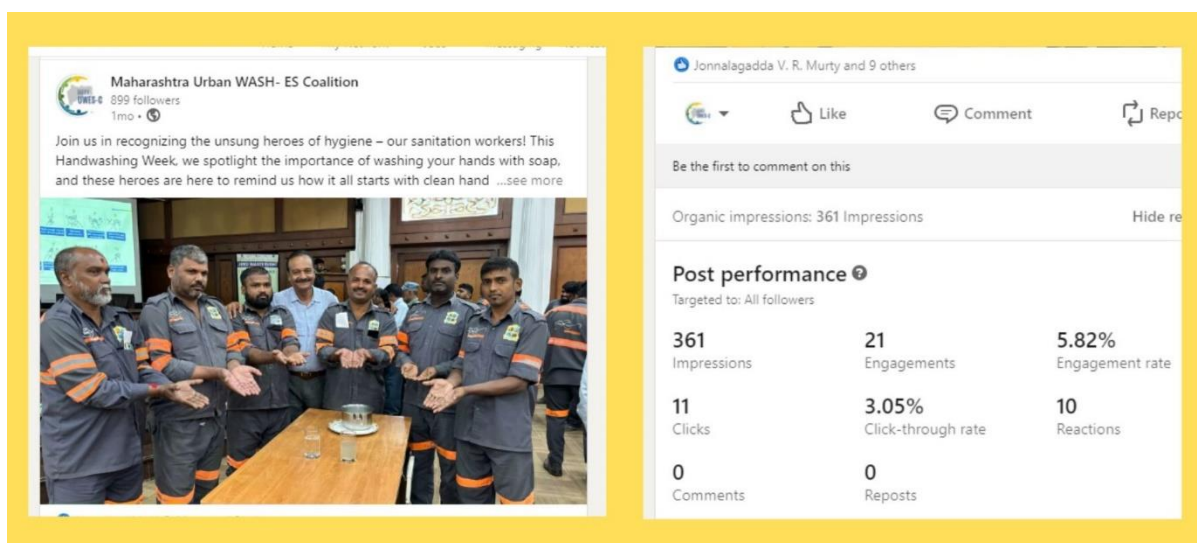 Maharashtra Urban WASH- ES Coalition
899 followers
1mo •
Join us in recognizing the unsung heroes of hygiene – our sanitation workers! This
Handwashing Week, we spotlight the importance of washing your hands with soap,
and these heroes are here to remind us how it all starts with clean hand ...see more
Jonnalagadda V. R. Murty and 9 others
Like Comment Repo
Be the first to comment on this
Organic impressions: 361 Impressions Hide re
Post performance
Targeted to: All followers
361 21 5.82%
Impressions Engagements Engagement rate
11 3.05% 10
Clicks Click-through rate Reactions
0 0
Comments Reposts